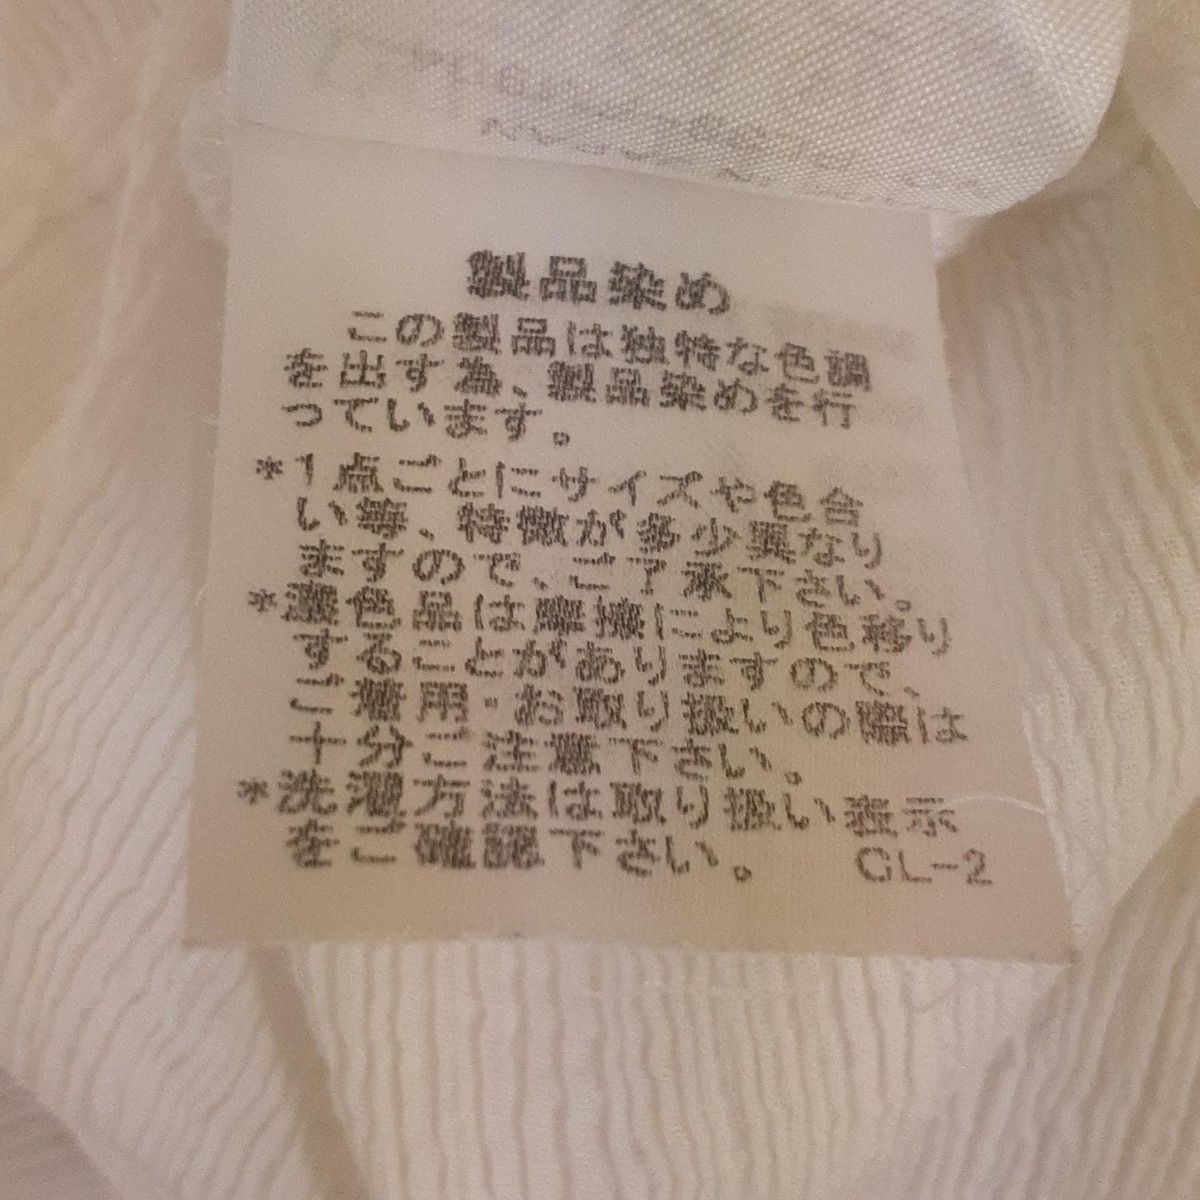 製品染め
この製品は独特な色調
を出す為、製品染めを行
っています。
*1点ごとにサイズや色合
い等、特徴が多少異なり
ますので、ご了承下さい。
*濃色品は摩擦により色移り
することがありますので、
ご着用・お取り扱いの際は
十分ご注意下さい。
*洗濯方法は取り扱い表示
をご確認下さい。 CL-2